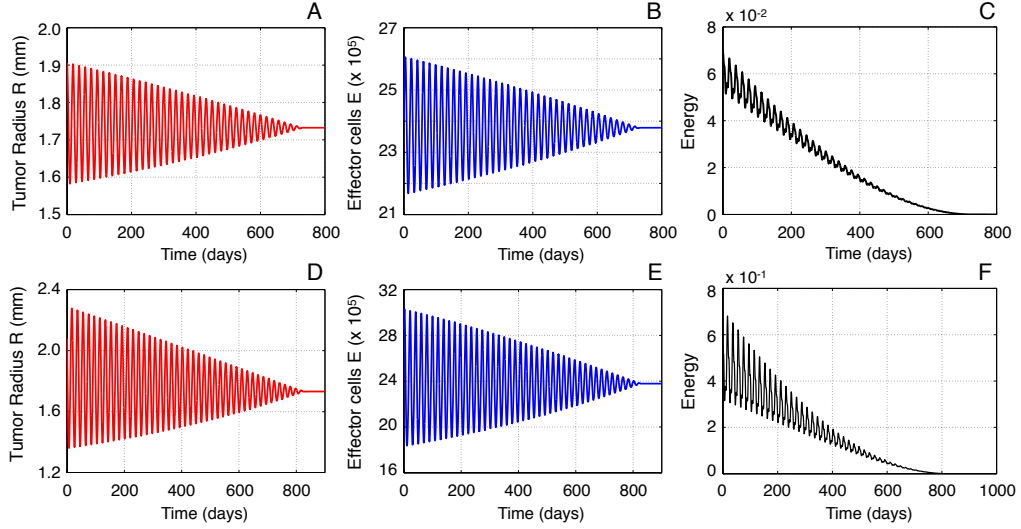 A
2.0
1.9
1.8
1.7
1.6
1.5
0 200 400 600 800
Tumor Radius R (mm)
Time (days)
B
27
25
23
21
0 200 400 600 800
Effector cells E (x 10⁵)
Time (days)
C
x 10⁻²
8
6
4
2
0
0 200 400 600 800
Energy
Time (days)
D
2.4
2.0
1.6
1.2
0 200 400 600 800
Tumor Radius R (mm)
Time (days)
E
32
28
24
20
16
0 200 400 600 800
Effector cells E (x 10⁵)
Time (days)
F
x 10⁻¹
8
6
4
2
0
0 200 400 600 800 1000
Energy
Time (days)